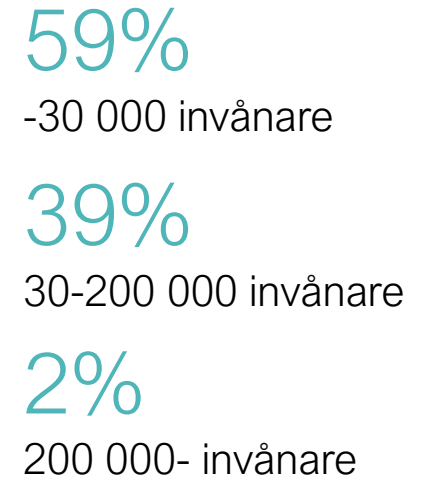 59%
-30 000 invånare
39%
30-200 000 invånare
2%
200 000- invånare